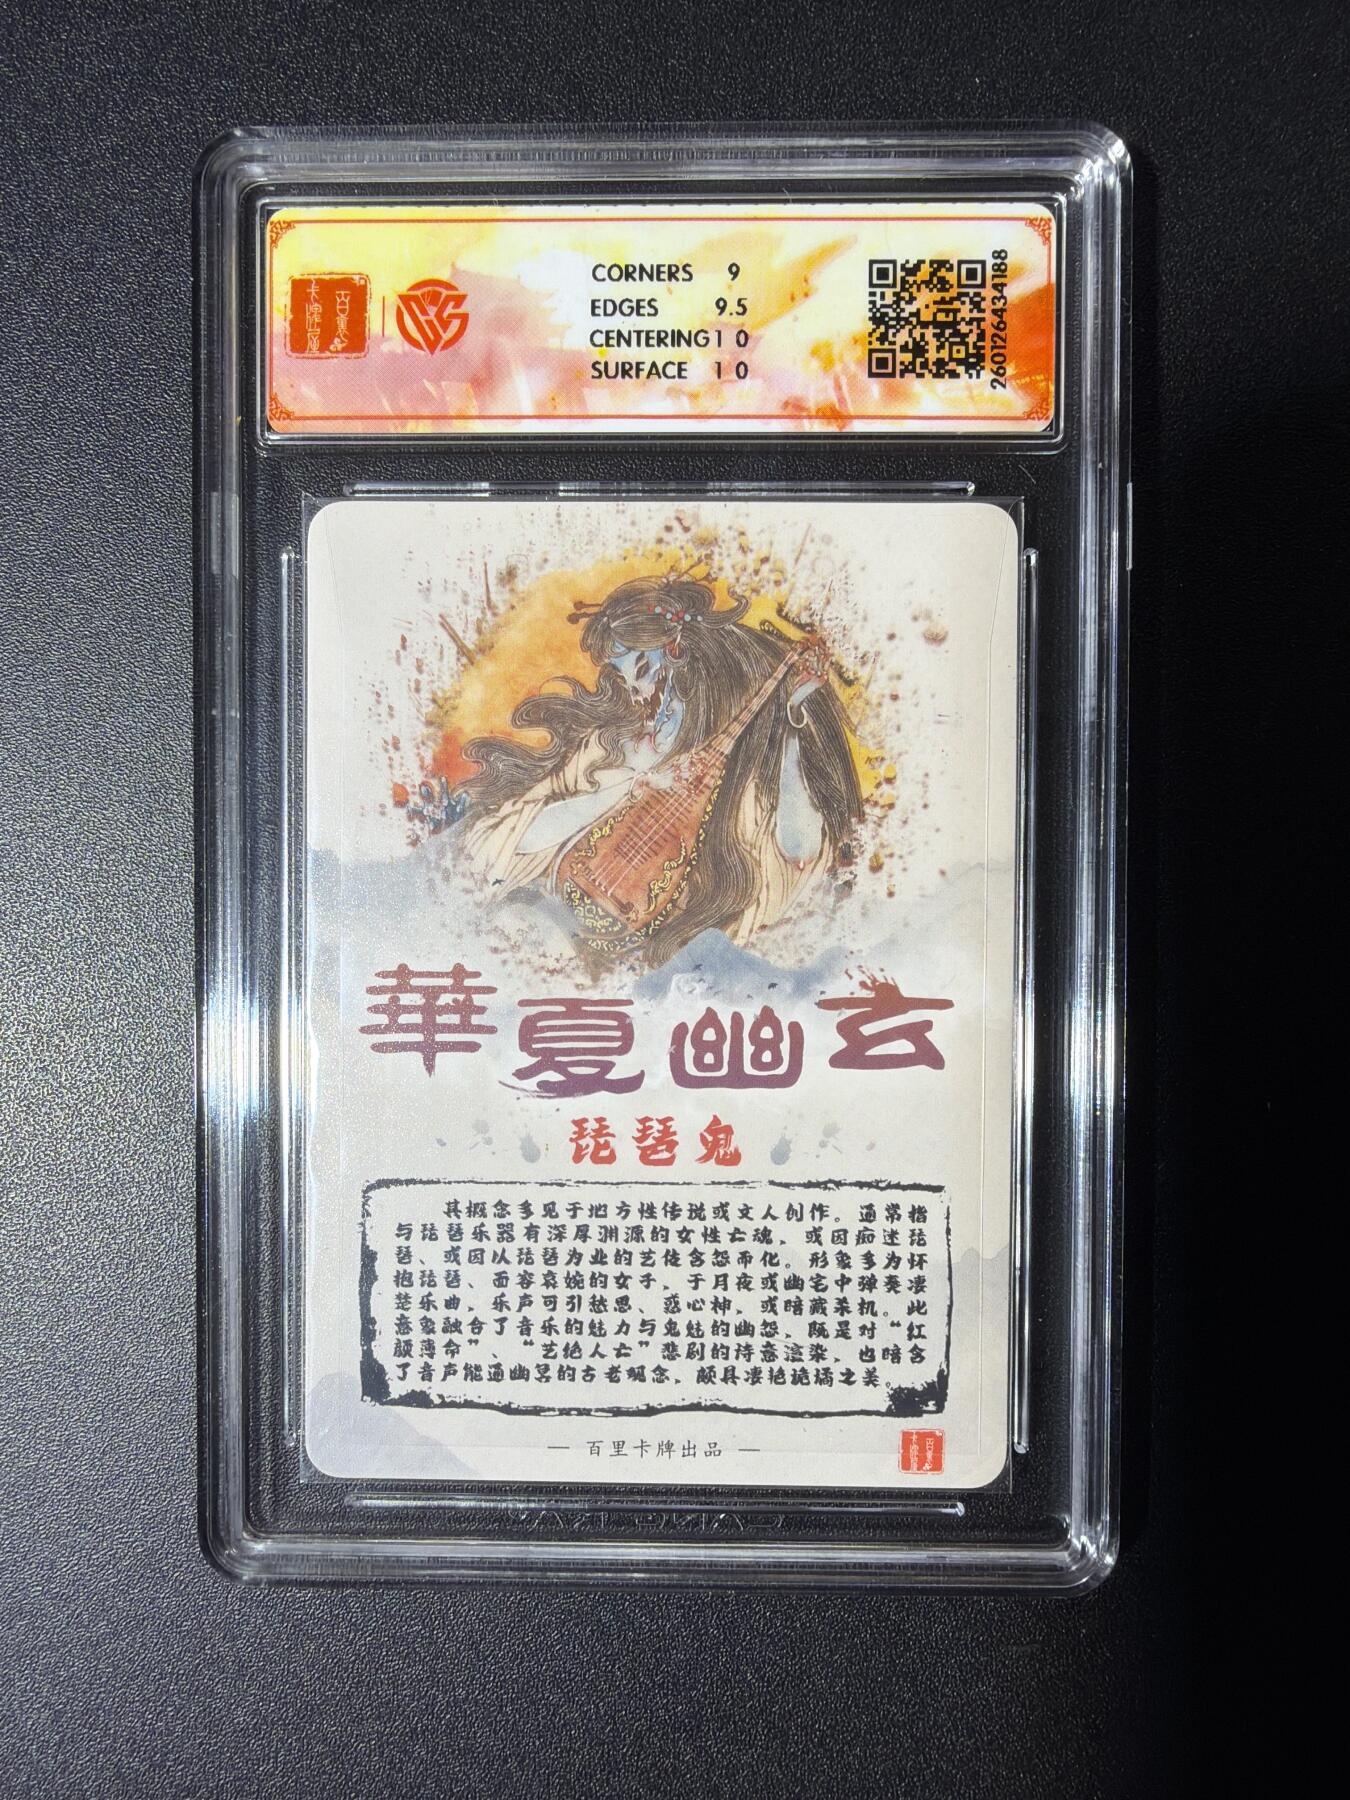 百里
卡牌屋
CORNERS 9
EDGES 9.5
CENTERING 10
SURFACE 10
260126434188
華夏幽玄
琵琶鬼
其概念多见于地方性传说或文人创作。通常指
与琵琶乐器有深厚渊源的女性亡魂，或因痴迷琵
琶、或因以琵琶为业的艺伎含怨而化。形象多为怀
抱琵琶、面容哀婉的女子，于月夜或幽宅中弹奏凄
楚乐曲，乐声可引愁思、惑心神，或暗藏杀机。此
意象融合了音乐的魅力与鬼魅的幽怨，既是对“红
颜薄命”、“艺绝人亡”悲剧的诗意渲染，也暗含
了音声能通幽冥的古老观念，颇具凄艳诡谲之美。
— 百里卡牌出品 —